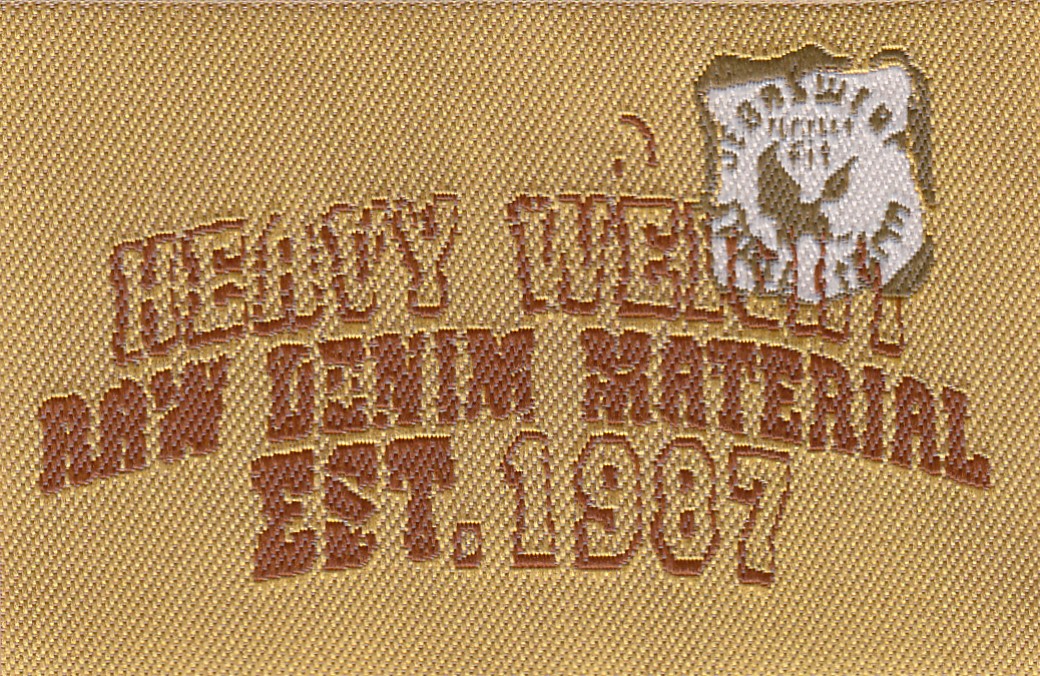 HEAVY WEIGHT
RAW DENIM MATERIAL
EST. 1987